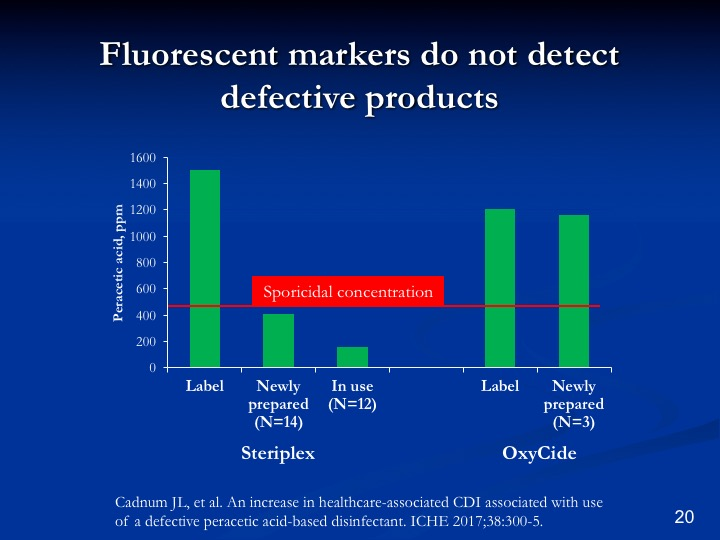 Fluorescent markers do not detect
defective products
1600
1400
1200
1000
800
600
400
200
0
Peracetic acid, ppm
Sporicidal concentration
Label
Newly
prepared
(N=14)
In use
(N=12)
Label
Newly
prepared
(N=3)
Steriplex
OxyCide
Cadnum JL, et al. An increase in healthcare-associated CDI associated with use
of a defective peracetic acid-based disinfectant. ICHE 2017;38:300-5.
20